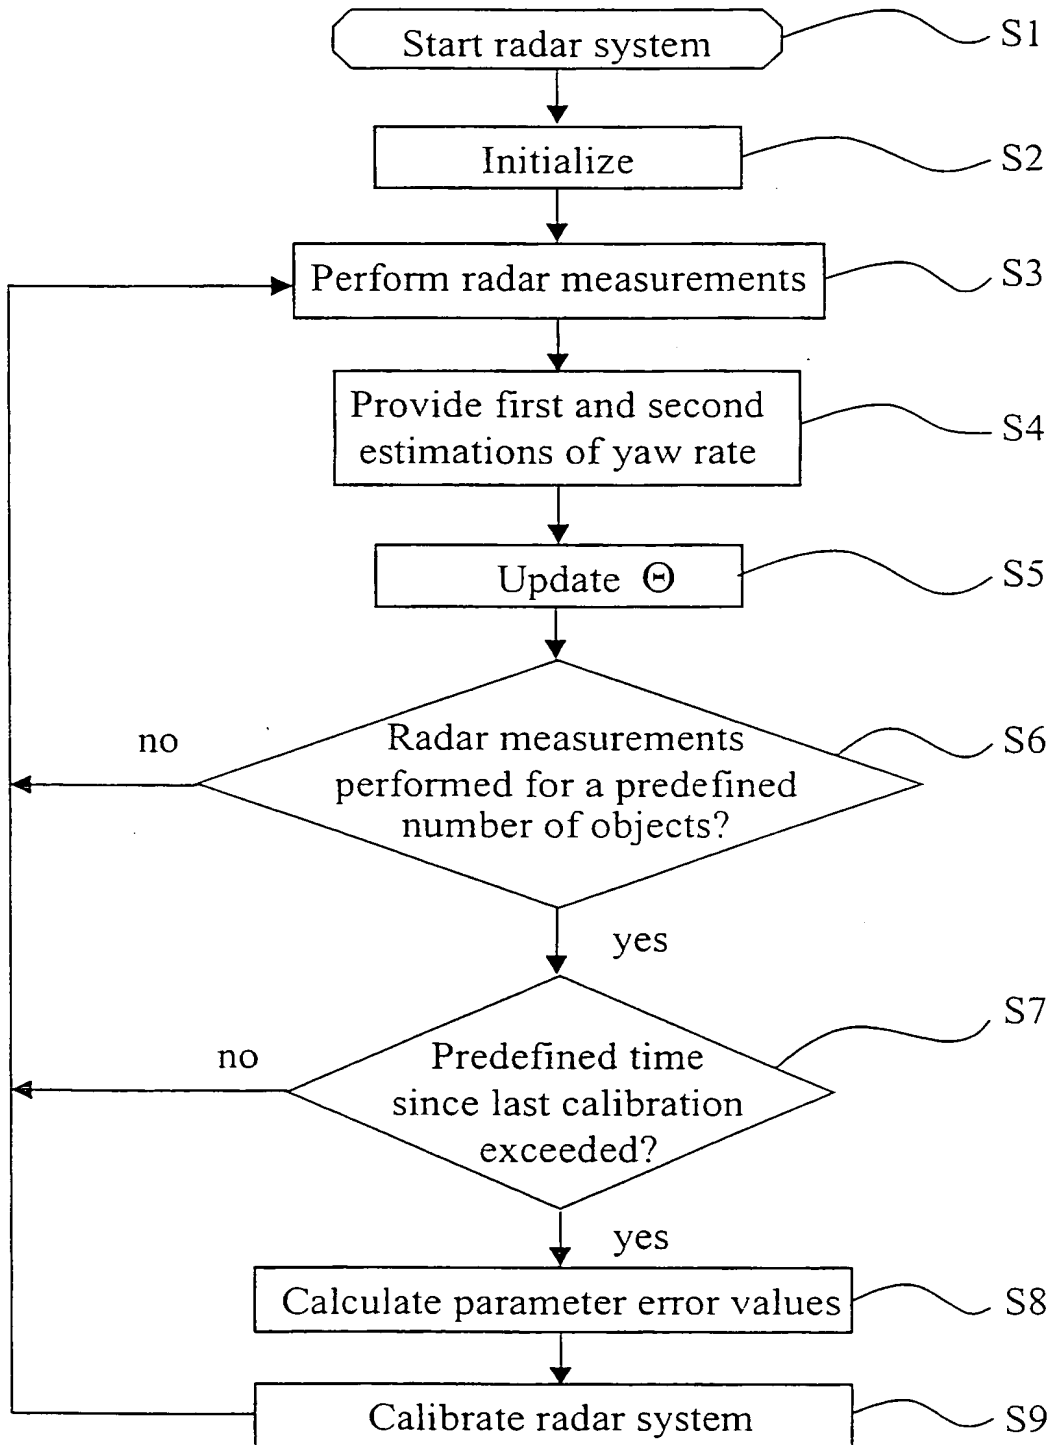 Start radar system
S1
Initialize
S2
Perform radar measurements
S3
Provide first and second
estimations of yaw rate
S4
Update Θ
S5
no
Radar measurements
performed for a predefined
number of objects?
S6
yes
no
Predefined time
since last calibration
exceeded?
S7
yes
Calculate parameter error values
S8
Calibrate radar system
S9